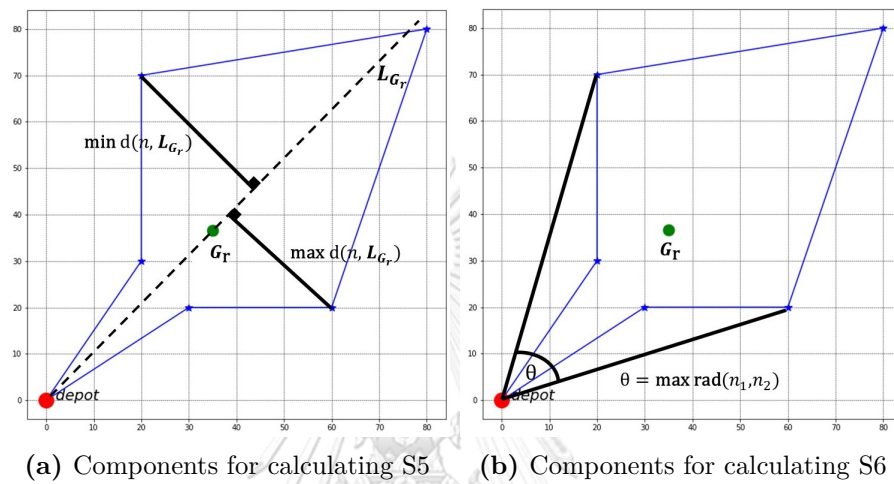 80
70
60
50
40
30
20
10
0
0 10 20 30 40 50 60 70 80
L_{G_r}
min d(n, L_{G_r})
G_r
max d(n, L_{G_r})
depot
(a) Components for calculating S5
80
70
60
50
40
30
20
10
0
0 10 20 30 40 50 60 70 80
G_r
θ
θ = max rad(n_1,n_2)
depot
(b) Components for calculating S6